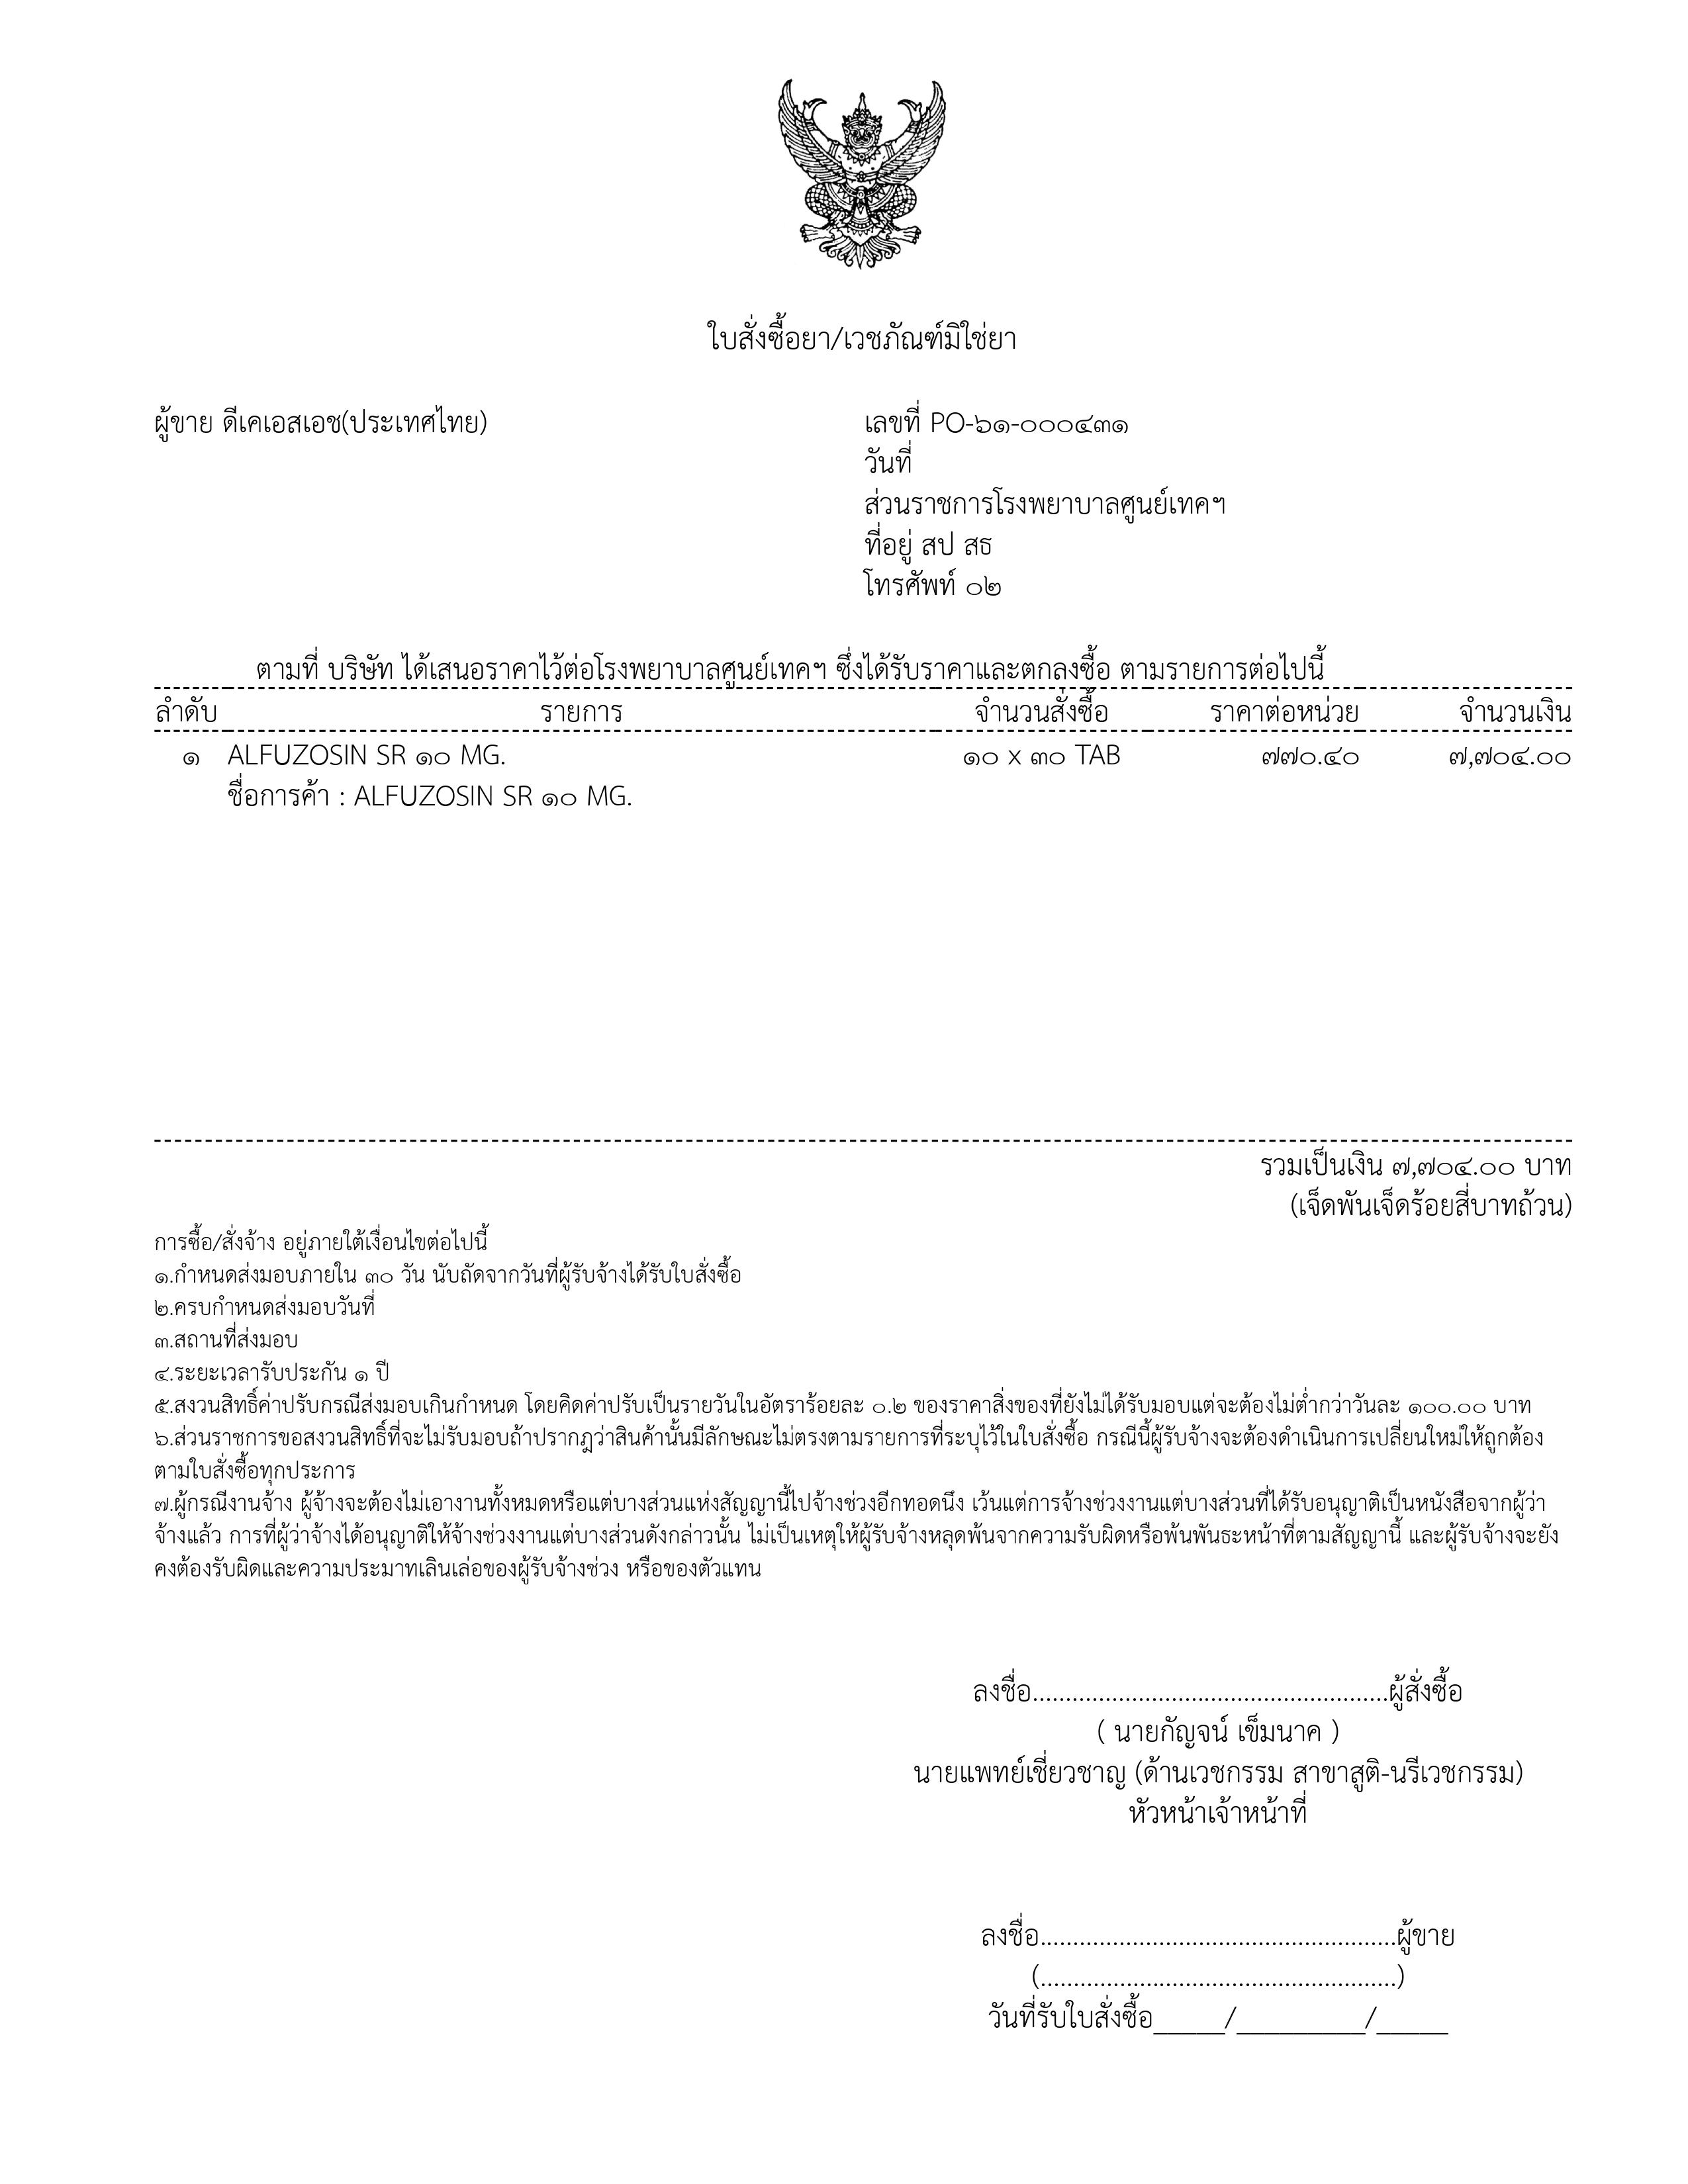 ใบสั่งซื้อยา/เวชภัณฑ์มิใช่ยา
ผู้ขาย ดีเคเอสเอช(ประเทศไทย)
เลขที่ PO-๖๑-๐๐๐๔๓๑
วันที่
ส่วนราชการโรงพยาบาลศูนย์เทคฯ
ที่อยู่ สป สธ
โทรศัพท์ ๐๒
ตามที่ บริษัท ได้เสนอราคาไว้ต่อโรงพยาบาลศูนย์เทคฯ ซึ่งได้รับราคาและตกลงซื้อ ตามรายการต่อไปนี้
ลำดับ รายการ จำนวนสั่งซื้อ ราคาต่อหน่วย จำนวนเงิน
๑ ALFUZOSIN SR ๑๐ MG. ๑๐ x ๓๐ TAB ๗๗๐.๔๐ ๗,๗๐๔.๐๐
ชื่อการค้า : ALFUZOSIN SR ๑๐ MG.
รวมเป็นเงิน ๗,๗๐๔.๐๐ บาท
(เจ็ดพันเจ็ดร้อยสี่บาทถ้วน)
การซื้อ/สั่งจ้าง อยู่ภายใต้เงื่อนไขต่อไปนี้
๑.กำหนดส่งมอบภายใน ๓๐ วัน นับถัดจากวันที่ผู้รับจ้างได้รับใบสั่งซื้อ
๒.ครบกำหนดส่งมอบวันที่
๓.สถานที่ส่งมอบ
๔.ระยะเวลารับประกัน ๑ ปี
๕.สงวนสิทธิ์ค่าปรับกรณีส่งมอบเกินกำหนด โดยคิดค่าปรับเป็นรายวันในอัตราร้อยละ ๐.๒ ของราคาสิ่งของที่ยังไม่ได้รับมอบแต่จะต้องไม่ต่ำกว่าวันละ ๑๐๐.๐๐ บาท
๖.ส่วนราชการขอสงวนสิทธิ์ที่จะไม่รับมอบถ้าปรากฏว่าสินค้านั้นมีลักษณะไม่ตรงตามรายการที่ระบุไว้ในใบสั่งซื้อ กรณีนี้ผู้รับจ้างจะต้องดำเนินการเปลี่ยนใหม่ให้ถูกต้อง
ตามใบสั่งซื้อทุกประการ
๗.ผู้กรณีงานจ้าง ผู้จ้างจะต้องไม่เอางานทั้งหมดหรือแต่บางส่วนแห่งสัญญานี้ไปจ้างช่วงอีกทอดนึง เว้นแต่การจ้างช่วงงานแต่บางส่วนที่ได้รับอนุญาติเป็นหนังสือจากผู้ว่า
จ้างแล้ว การที่ผู้ว่าจ้างได้อนุญาติให้จ้างช่วงงานแต่บางส่วนดังกล่าวนั้น ไม่เป็นเหตุให้ผู้รับจ้างหลุดพ้นจากความรับผิดหรือพ้นพันธะหน้าที่ตามสัญญานี้ และผู้รับจ้างจะยัง
คงต้องรับผิดและความประมาทเลินเล่อของผู้รับจ้างช่วง หรือของตัวแทน
ลงชื่อ......................................................ผู้สั่งซื้อ
( นายกัญจน์ เข็มนาค )
นายแพทย์เชี่ยวชาญ (ด้านเวชกรรม สาขาสูติ-นรีเวชกรรม)
หัวหน้าเจ้าหน้าที่
ลงชื่อ......................................................ผู้ขาย
(......................................................)
วันที่รับใบสั่งซื้อ_____/_________/_____